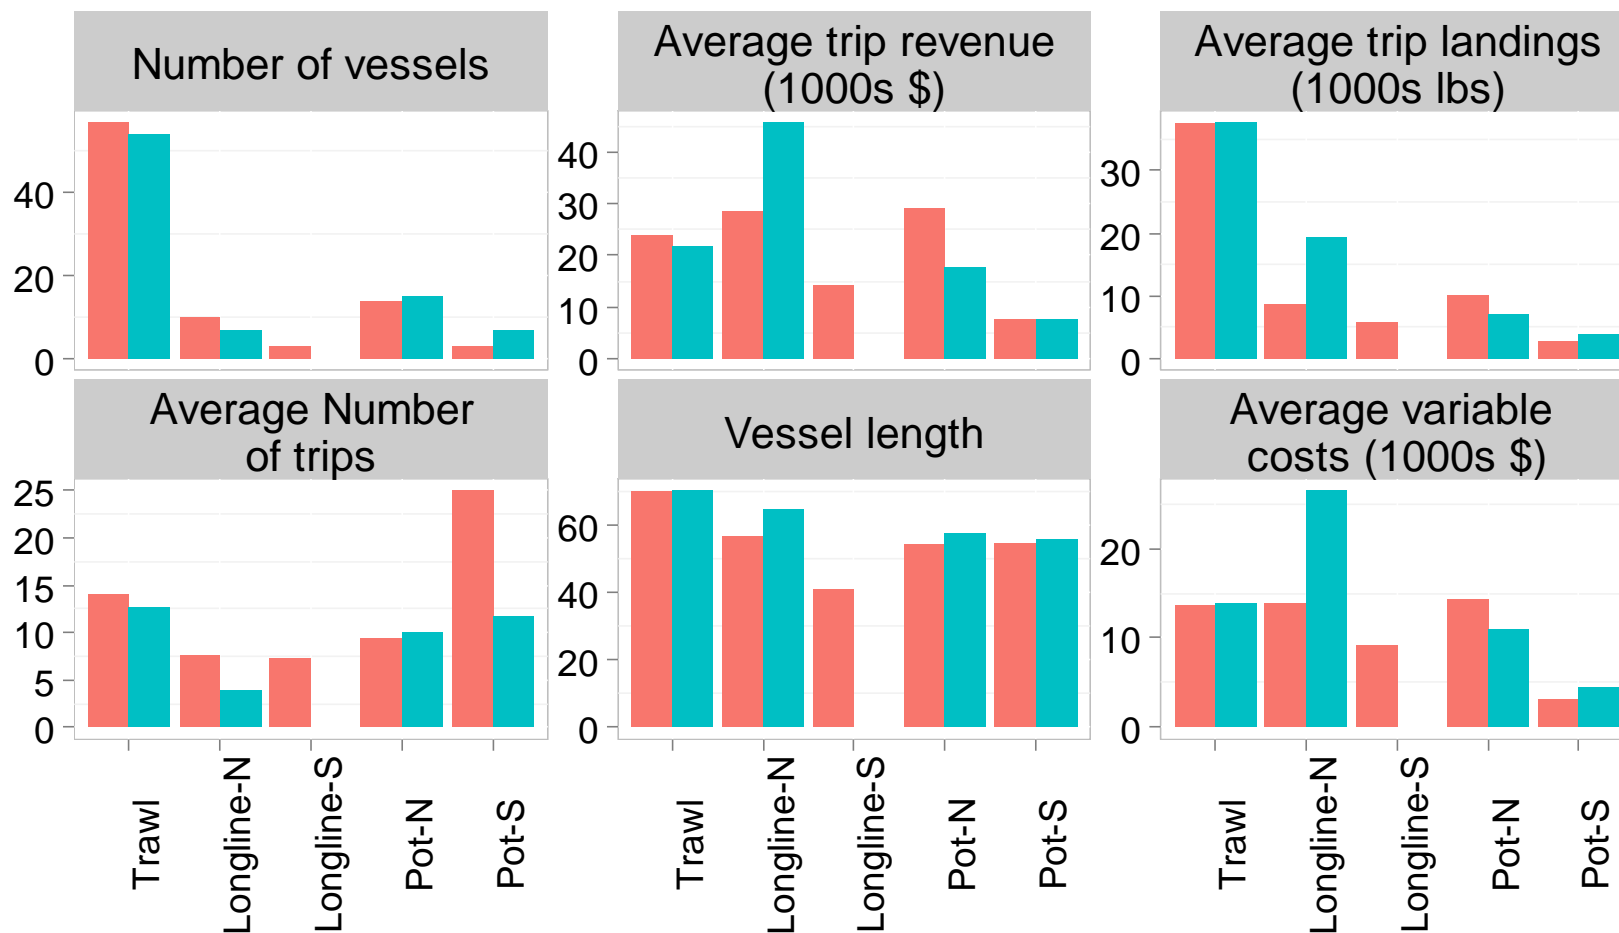 Number of vessels
Average trip revenue
(1000s $)
Average trip landings
(1000s lbs)
40
20
0
40
30
20
10
0
30
20
10
0
Average Number
of trips
Vessel length
Average variable
costs (1000s $)
25
20
15
10
5
0
60
40
20
0
20
10
0
Trawl
Longline-N
Longline-S
Pot-N
Pot-S
Trawl
Longline-N
Longline-S
Pot-N
Pot-S
Trawl
Longline-N
Longline-S
Pot-N
Pot-S